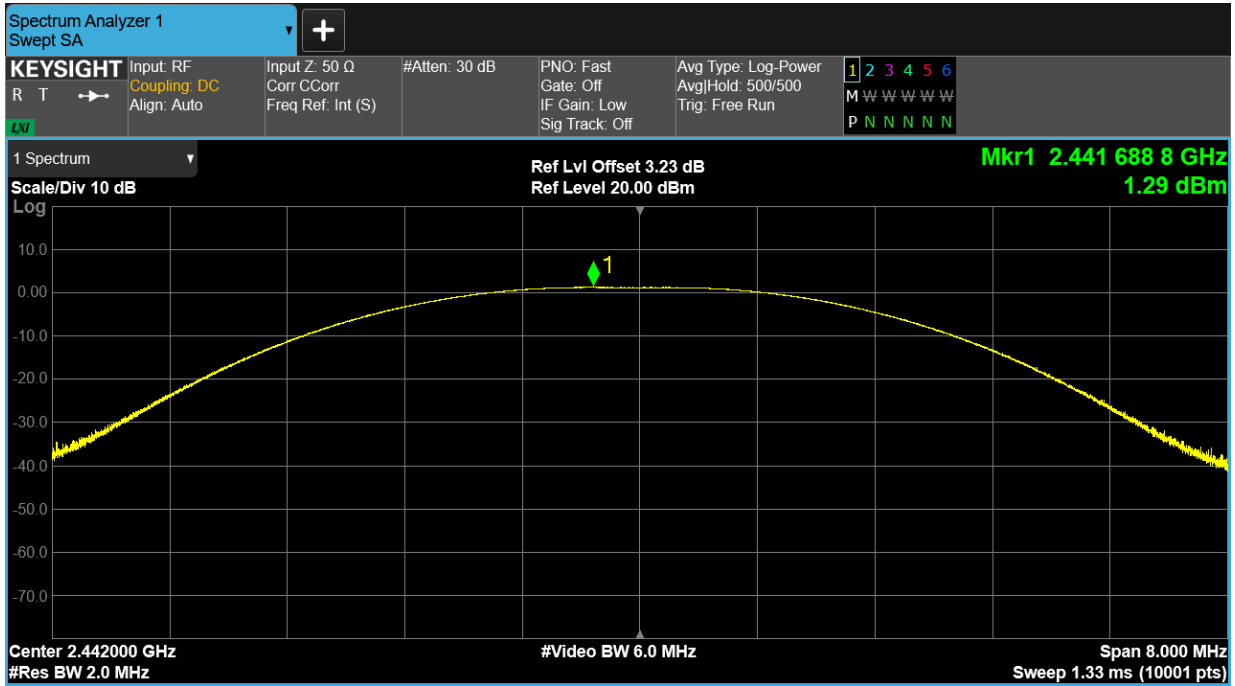 Spectrum Analyzer 1
Swept SA
+
KEYSIGHT
R T
LXI
Input: RF
Coupling: DC
Align: Auto
Input Z: 50 Ω
Corr CCorr
Freq Ref: Int (S)
#Atten: 30 dB
PNO: Fast
Gate: Off
IF Gain: Low
Sig Track: Off
Avg Type: Log-Power
Avg|Hold: 500/500
Trig: Free Run
1 2 3 4 5 6
M W W W W W
P N N N N N
1 Spectrum
Scale/Div 10 dB
Log
Ref Lvl Offset 3.23 dB
Ref Level 20.00 dBm
Mkr1 2.441 688 8 GHz
1.29 dBm
1
10.0
0.00
-10.0
-20.0
-30.0
-40.0
-50.0
-60.0
-70.0
Center 2.442000 GHz
#Res BW 2.0 MHz
#Video BW 6.0 MHz
Span 8.000 MHz
Sweep 1.33 ms (10001 pts)